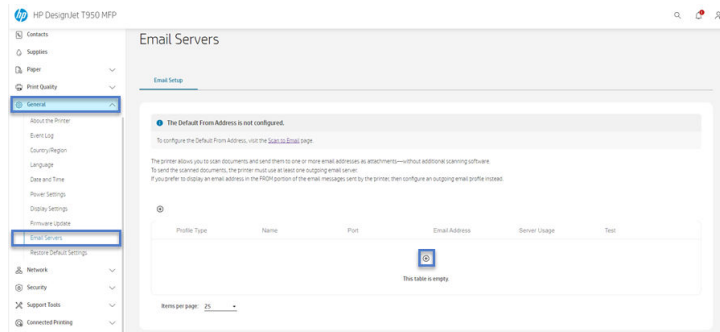 hp HP DesignJet T950 MFP
Contacts
Supplies
Paper
Print Quality
General
About the Printer
Event Log
Country/Region
Language
Date and Time
Power Settings
Display Settings
Firmware Update
Email Servers
Restore Default Settings
Network
Security
Support Tools
Connected Printing
Email Servers
Email Setup
The Default From Address is not configured.
To configure the Default From Address, visit the Scan to Email page.
The printer allows you to scan documents and send them to one or more email addresses as attachments—without additional scanning software.
To send the scanned documents, the printer must use at least one outgoing email server.
If you prefer to display an email address in the FROM portion of the email messages sent by the printer, then configure an outgoing email profile instead.
Profile Type Name Port Email Address Server Usage Test
This table is empty.
Items per page: 25